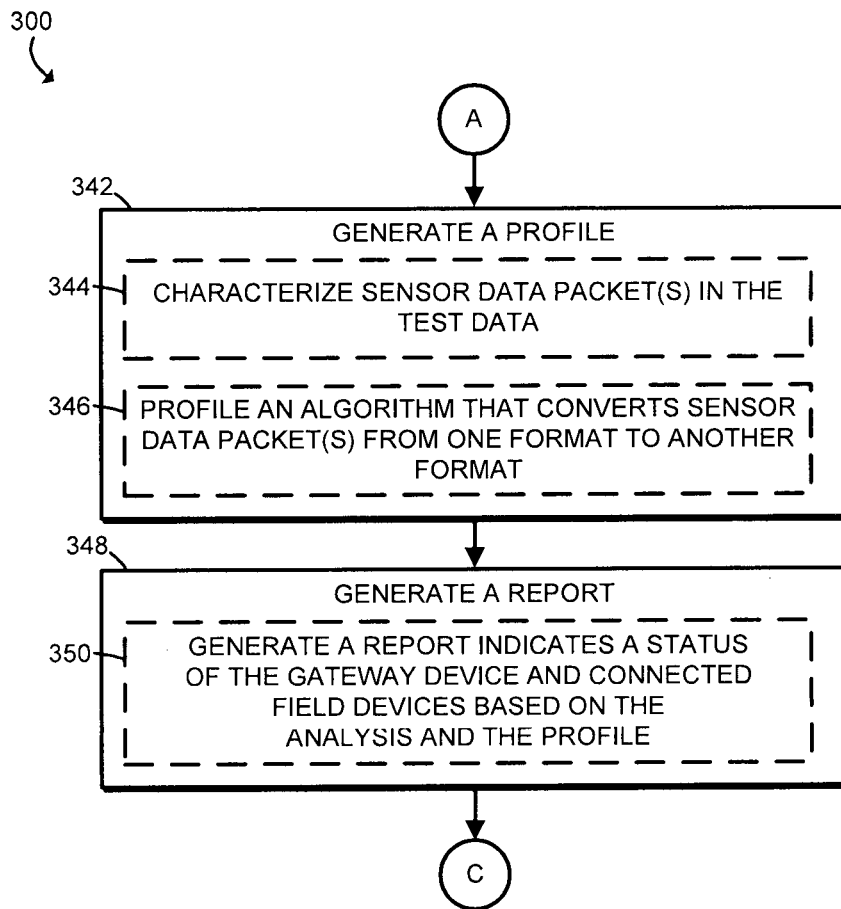 300
A
342
GENERATE A PROFILE
344
CHARACTERIZE SENSOR DATA PACKET(S) IN THE
TEST DATA
346
PROFILE AN ALGORITHM THAT CONVERTS SENSOR
DATA PACKET(S) FROM ONE FORMAT TO ANOTHER
FORMAT
348
GENERATE A REPORT
350
GENERATE A REPORT INDICATES A STATUS
OF THE GATEWAY DEVICE AND CONNECTED
FIELD DEVICES BASED ON THE
ANALYSIS AND THE PROFILE
C